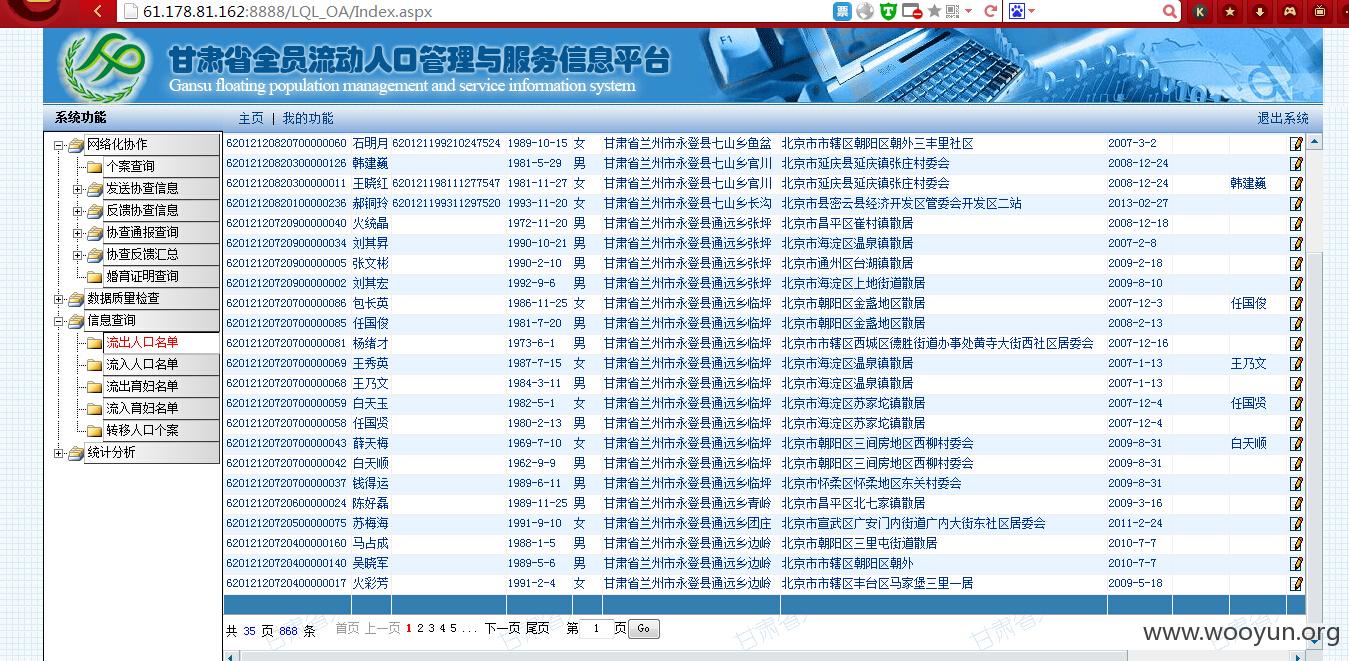 61.178.81.162:8888/LQL_OA/Index.aspx
甘肃省全员流动人口管理与服务信息平台
Gansu floating population management and service information system
系统功能 主页 | 我的功能 退出系统
网络化协作
个案查询
发送协查信息
反馈协查信息
协查通报查询
协查反馈汇总
婚育证明查询
数据质量检查
信息查询
流出人口名单
流入人口名单
流出育妇名单
流入育妇名单
转移人口个案
统计分析
62012120820700000060 石明月 620121199210247524 1989-10-15 女 甘肃省兰州市永登县七山乡鱼盆 北京市市辖区朝阳区朝外三丰里社区 2007-3-2
62012120820300000126 韩建巍 1981-5-29 男 甘肃省兰州市永登县七山乡官川 北京市延庆县延庆镇张庄村委会 2008-12-24
62012120820300000011 王晓红 620121198111277547 1981-11-27 女 甘肃省兰州市永登县七山乡官川 北京市延庆县延庆镇张庄村委会 2008-12-24 韩建巍
62012120820100000236 郝铜玲 620121199311297520 1993-11-20 女 甘肃省兰州市永登县七山乡长沟 北京市县密云县经济开发区管委会开发区二站 2013-02-27
62012120720900000040 火统晶 1972-11-20 男 甘肃省兰州市永登县通远乡张坪 北京市昌平区崔村镇散居 2008-12-18
62012120720900000034 刘其昇 1990-10-21 男 甘肃省兰州市永登县通远乡张坪 北京市海淀区温泉镇散居 2007-2-8
62012120720900000005 张文彬 1990-2-10 男 甘肃省兰州市永登县通远乡张坪 北京市通州区台湖镇散居 2009-2-18
62012120720900000002 刘其宏 1992-9-6 男 甘肃省兰州市永登县通远乡张坪 北京市海淀区上地街道散居 2009-8-10
62012120720700000086 包长英 1986-11-25 女 甘肃省兰州市永登县通远乡临坪 北京市朝阳区金盏地区散居 2007-12-3 任国俊
62012120720700000085 任国俊 1981-7-20 男 甘肃省兰州市永登县通远乡临坪 北京市朝阳区金盏地区散居 2008-2-13
62012120720700000081 杨绪才 1973-6-1 男 甘肃省兰州市永登县通远乡临坪 北京市市辖区西城区德胜街道办事处黄寺大街西社区居委会 2007-12-16
62012120720700000069 王秀英 1987-7-15 女 甘肃省兰州市永登县通远乡临坪 北京市海淀区温泉镇散居 2007-1-13 王乃文
62012120720700000068 王乃文 1984-3-11 男 甘肃省兰州市永登县通远乡临坪 北京市海淀区温泉镇散居 2007-1-13
62012120720700000059 白天玉 1982-5-1 女 甘肃省兰州市永登县通远乡临坪 北京市海淀区苏家坨镇散居 2007-12-4 任国贤
62012120720700000058 任国贤 1980-2-13 男 甘肃省兰州市永登县通远乡临坪 北京市海淀区苏家坨镇散居 2007-12-4
62012120720700000043 薛天梅 1969-7-10 女 甘肃省兰州市永登县通远乡临坪 北京市朝阳区三间房地区西柳村委会 2009-8-31 白天顺
62012120720700000042 白天顺 1962-9-9 男 甘肃省兰州市永登县通远乡临坪 北京市朝阳区三间房地区西柳村委会 2009-8-31
62012120720700000037 钱得运 1989-6-11 男 甘肃省兰州市永登县通远乡临坪 北京市怀柔区怀柔地区东关村委会 2009-8-31
62012120720600000024 陈好磊 1989-11-25 男 甘肃省兰州市永登县通远乡青岭 北京市昌平区北七家镇散居 2009-3-16
62012120720500000075 苏梅海 1991-9-10 女 甘肃省兰州市永登县通远乡团庄 北京市宣武区广安门内街道广内大街东社区居委会 2011-2-24
62012120720400000160 马占成 1988-1-5 男 甘肃省兰州市永登县通远乡边岭 北京市朝阳区三里屯街道散居 2010-7-7
62012120720400000140 吴晓军 1989-5-6 男 甘肃省兰州市永登县通远乡边岭 北京市市辖区朝阳区朝外 2010-7-7
62012120720400000017 火彩芳 1991-2-4 女 甘肃省兰州市永登县通远乡边岭 北京市市辖区丰台区马家堡三里一居 2009-5-18
共 35 页 868 条 首页 上一页 1 2 3 4 5 ... 下一页 尾页 第 1 页 Go
www.wooyun.org